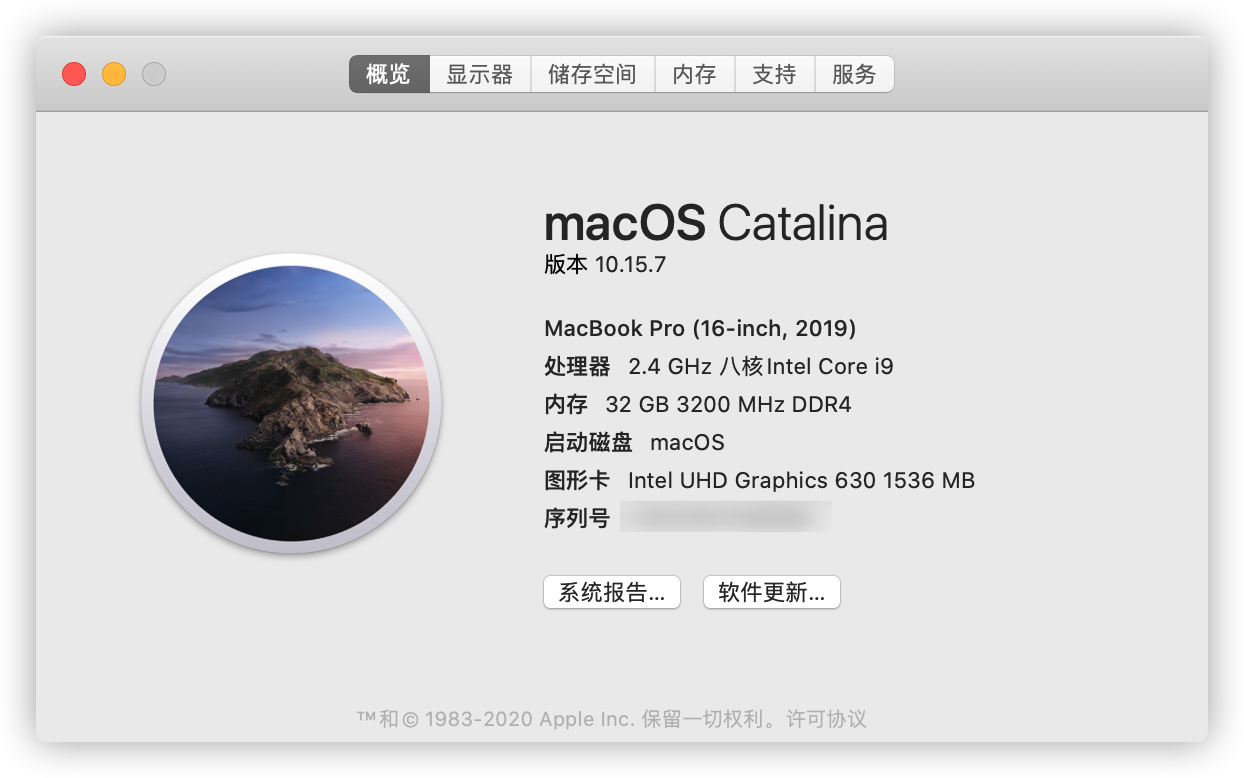 概览 显示器 储存空间 内存 支持 服务
macOS Catalina
版本 10.15.7
MacBook Pro (16-inch, 2019)
处理器 2.4 GHz 八核Intel Core i9
内存 32 GB 3200 MHz DDR4
启动磁盘 macOS
图形卡 Intel UHD Graphics 630 1536 MB
序列号
系统报告... 软件更新...
™和© 1983-2020 Apple Inc. 保留一切权利。许可协议